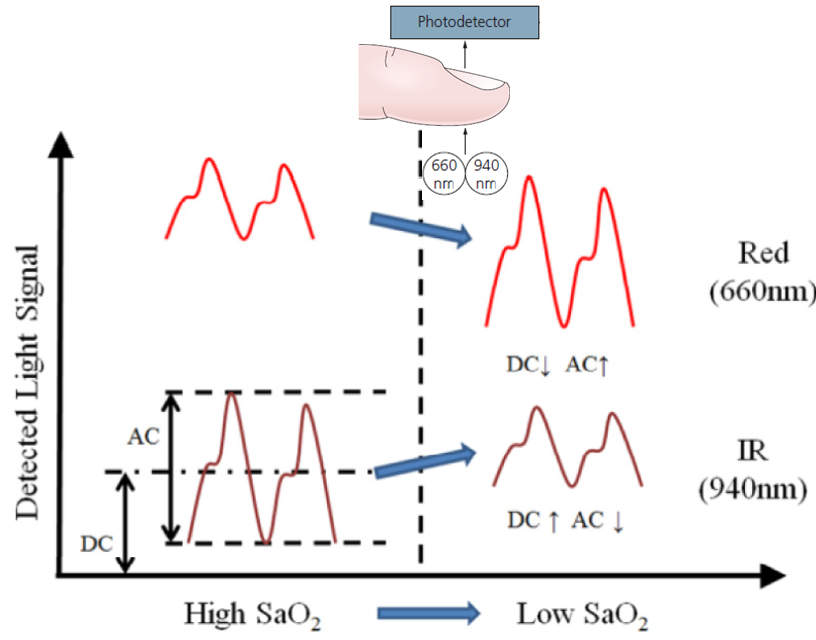 Photodetector
660
nm
940
nm
Detected Light Signal
Red
(660nm)
DC↓ AC↑
AC
DC
IR
(940nm)
DC ↑ AC ↓
High SaO₂
Low SaO₂